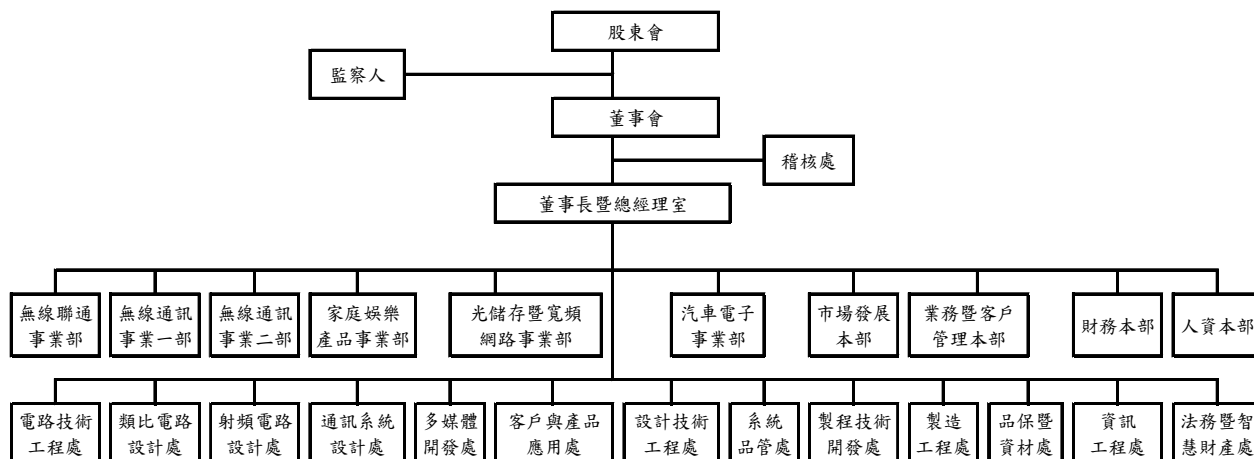 股東會
監察人
董事會
稽核處
董事長暨總經理室
無線聯通
事業部
無線通訊
事業一部
無線通訊
事業二部
家庭娛樂
產品事業部
光儲存暨寬頻
網路事業部
汽車電子
事業部
市場發展
本部
業務暨客戶
管理本部
財務本部
人資本部
電路技術
工程處
類比電路
設計處
射頻電路
設計處
通訊系統
設計處
多媒體
開發處
客戶與產品
應用處
設計技術
工程處
系統
品管處
製程技術
開發處
製造
工程處
品保暨
資材處
資訊
工程處
法務暨智
慧財產處